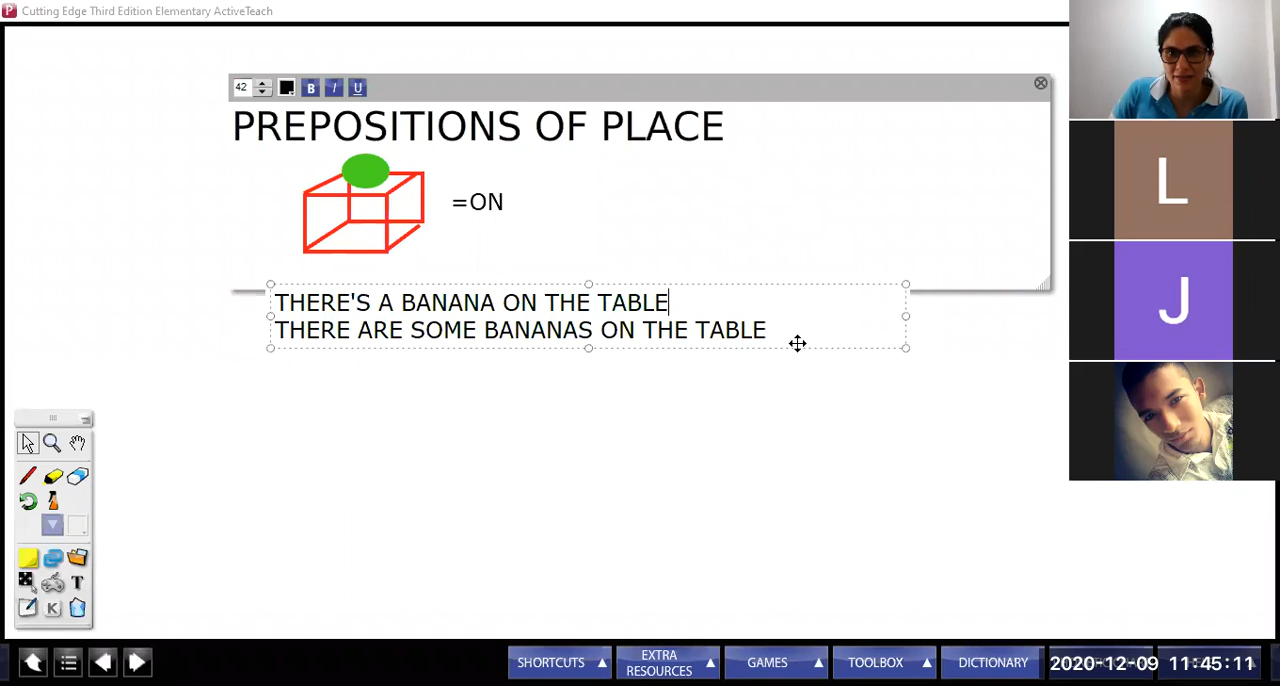 Cutting Edge Third Edition Elementary ActiveTeach
42 B I U
PREPOSITIONS OF PLACE
=ON
THERE'S A BANANA ON THE TABLE
THERE ARE SOME BANANAS ON THE TABLE
L
J
T
K
SHORTCUTS
EXTRA
RESOURCES
GAMES
TOOLBOX
DICTIONARY
2020-12-09 11:45:11